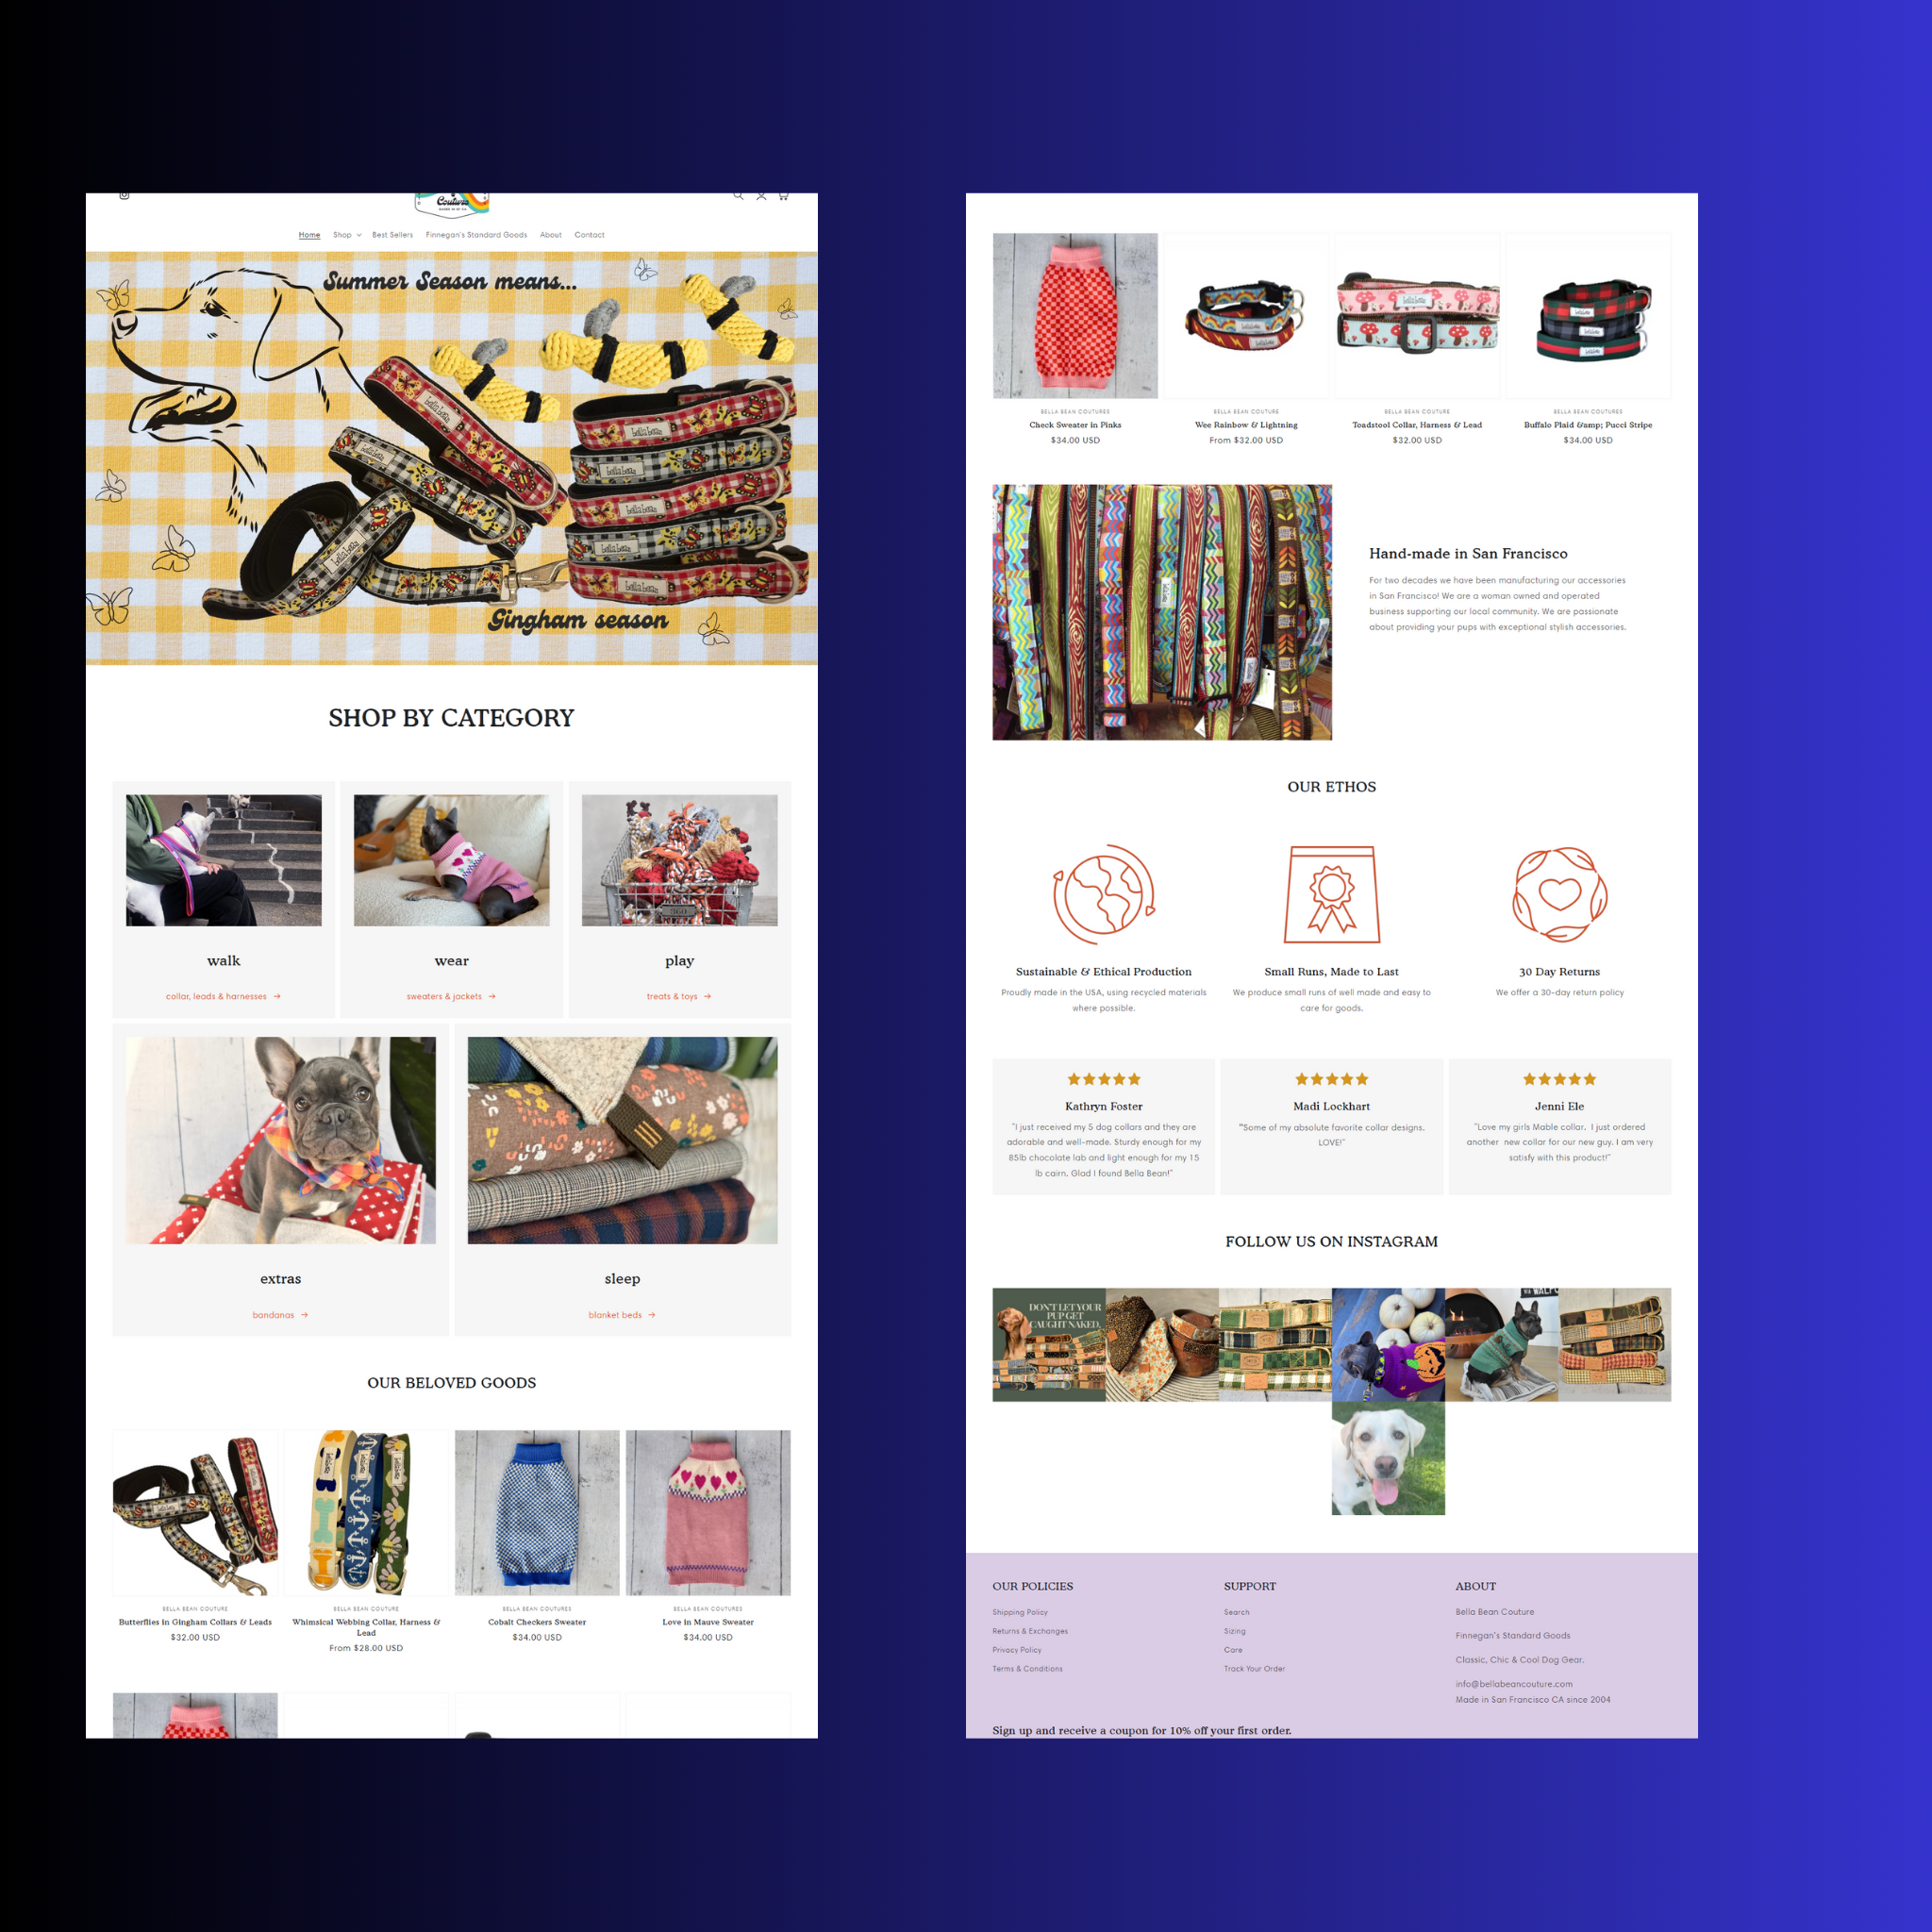 Couture
Home Shop Best Sellers Finnegan's Standard Goods About Contact
Summer Season means...
bella bean
bella bean
bella bean
bella bean
bella bean
bella bean
bella bean
bella bean
Gingham season
SHOP BY CATEGORY
walk
collar, leads & harnesses →
wear
sweaters & jackets →
play
treats & toys →
extras
bandanas →
sleep
blanket beds →
OUR BELOVED GOODS
BELLA BEAN COUTURE
Butterflies in Gingham Collars & Leads
$32.00 USD
BELLA BEAN COUTURE
Whimsical Webbing Collar, Harness &
Lead
From $28.00 USD
BELLA BEAN COUTURES
Cobalt Checkers Sweater
$34.00 USD
BELLA BEAN COUTURES
Love in Mauve Sweater
$34.00 USD
BELLA BEAN COUTURES
Check Sweater in Pinks
$34.00 USD
BELLA BEAN COUTURE
Wee Rainbow & Lightning
From $32.00 USD
BELLA BEAN COUTURE
Toadstool Collar, Harness & Lead
$32.00 USD
BELLA BEAN COUTURES
Buffalo Plaid &amp; Pucci Stripe
$34.00 USD
Hand-made in San Francisco
For two decades we have been manufacturing our accessories
in San Francisco! We are a woman owned and operated
business supporting our local community. We are passionate
about providing your pups with exceptional stylish accessories.
OUR ETHOS
Sustainable & Ethical Production
Proudly made in the USA, using recycled materials
where possible.
Small Runs, Made to Last
We produce small runs of well made and easy to
care for goods.
30 Day Returns
We offer a 30-day return policy
★★★★★
Kathryn Foster
"I just received my 5 dog collars and they are
adorable and well-made. Sturdy enough for my
85lb chocolate lab and light enough for my 15
lb cairn. Glad I found Bella Bean!"
★★★★★
Madi Lockhart
"Some of my absolute favorite collar designs.
LOVE!"
★★★★★
Jenni Ele
"Love my girls Mable collar. I just ordered
another new collar for our new guy. I am very
satisfy with this product!"
FOLLOW US ON INSTAGRAM
DON'T LET YOUR
PUP GET
CAUGHT NAKED.
OUR POLICIES
Shipping Policy
Returns & Exchanges
Privacy Policy
Terms & Conditions
SUPPORT
Search
Sizing
Care
Track Your Order
ABOUT
Bella Bean Couture
Finnegan's Standard Goods
Classic, Chic & Cool Dog Gear.
info@bellabeancouture.com
Made in San Francisco CA since 2004
Sign up and receive a coupon for 10% off your first order.